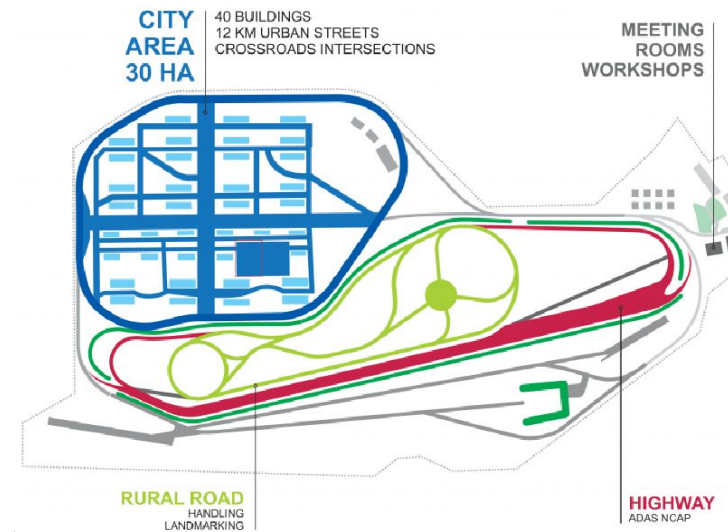 CITY
AREA
30 HA
40 BUILDINGS
12 KM URBAN STREETS
CROSSROADS INTERSECTIONS
MEETING
ROOMS
WORKSHOPS
RURAL ROAD
HANDLING
LANDMARKING
HIGHWAY
ADAS NCAP